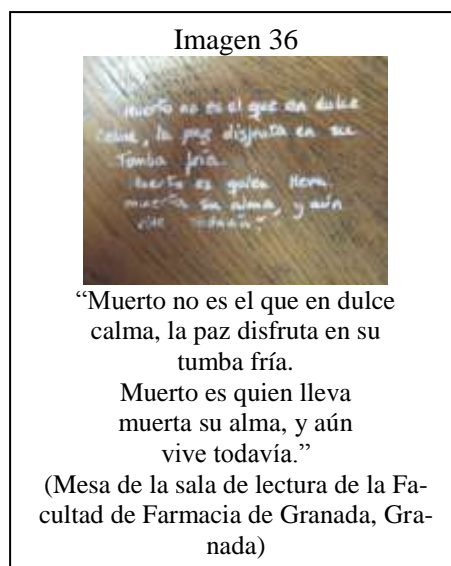 Imagen 36
Muerto no es el que en dulce
calma, la paz disfruta en su
tumba fría.
Muerto es quien lleva
muerta su alma, y aún
vive todavía.
“Muerto no es el que en dulce
calma, la paz disfruta en su
tumba fría.
Muerto es quien lleva
muerta su alma, y aún
vive todavía.”
(Mesa de la sala de lectura de la Fa-
cultad de Farmacia de Granada, Gra-
nada)